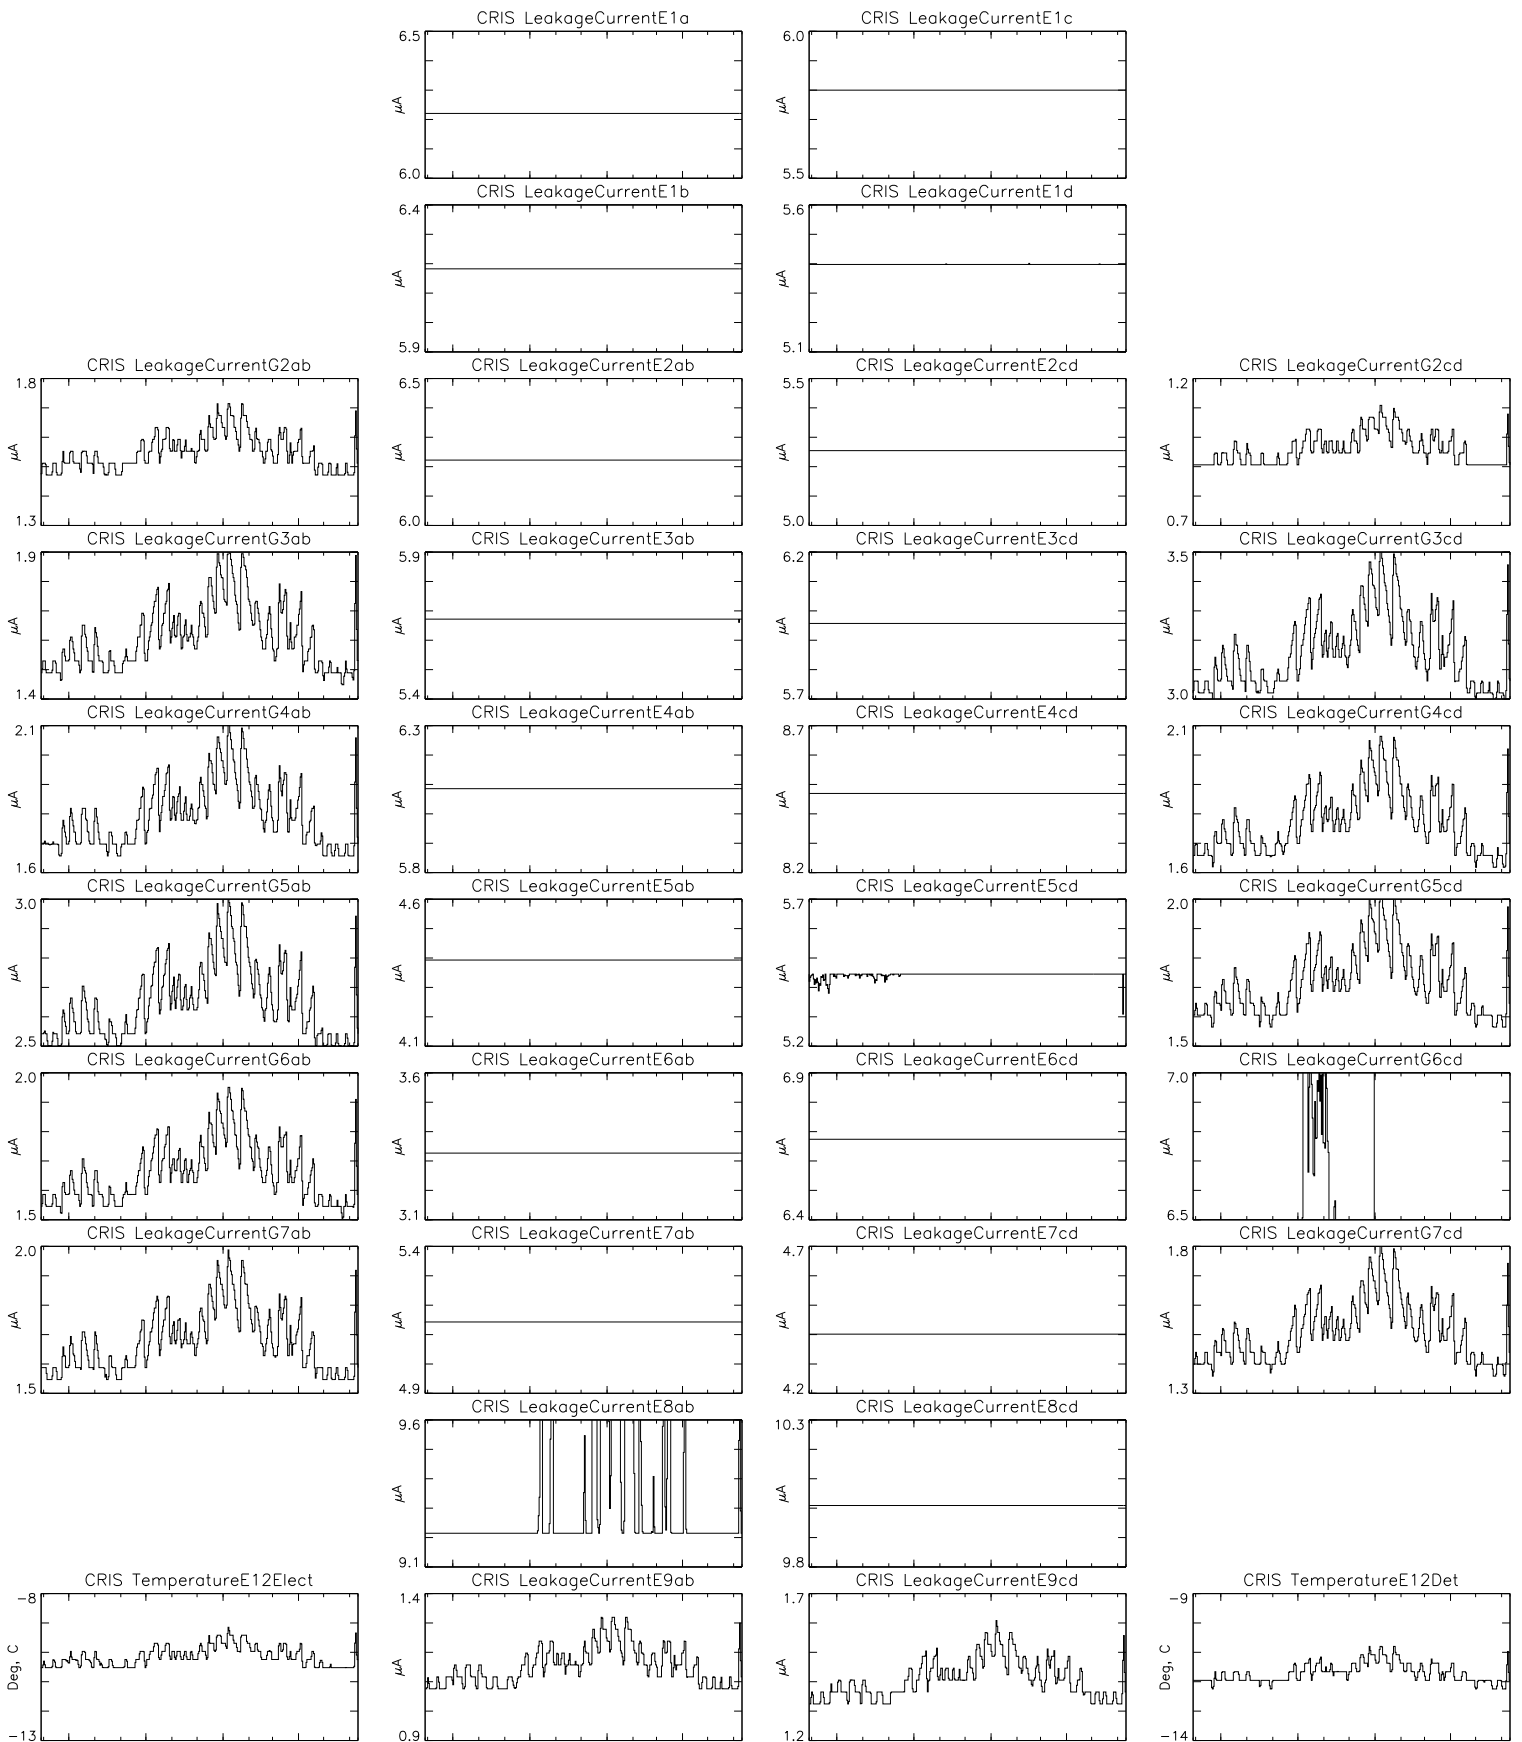 CRIS LeakageCurrentE1a
6.5
μA
6.0
CRIS LeakageCurrentE1c
6.0
μA
5.5
CRIS LeakageCurrentE1b
6.4
μA
5.9
CRIS LeakageCurrentE1d
5.6
μA
5.1
CRIS LeakageCurrentG2ab
1.8
μA
1.3
CRIS LeakageCurrentE2ab
6.5
μA
6.0
CRIS LeakageCurrentE2cd
5.5
μA
5.0
CRIS LeakageCurrentG2cd
1.2
μA
0.7
CRIS LeakageCurrentG3ab
1.9
μA
1.4
CRIS LeakageCurrentE3ab
5.9
μA
5.4
CRIS LeakageCurrentE3cd
6.2
μA
5.7
CRIS LeakageCurrentG3cd
3.5
μA
3.0
CRIS LeakageCurrentG4ab
2.1
μA
1.6
CRIS LeakageCurrentE4ab
6.3
μA
5.8
CRIS LeakageCurrentE4cd
8.7
μA
8.2
CRIS LeakageCurrentG4cd
2.1
μA
1.6
CRIS LeakageCurrentG5ab
3.0
μA
2.5
CRIS LeakageCurrentE5ab
4.6
μA
4.1
CRIS LeakageCurrentE5cd
5.7
μA
5.2
CRIS LeakageCurrentG5cd
2.0
μA
1.5
CRIS LeakageCurrentG6ab
2.0
μA
1.5
CRIS LeakageCurrentE6ab
3.6
μA
3.1
CRIS LeakageCurrentE6cd
6.9
μA
6.4
CRIS LeakageCurrentG6cd
7.0
μA
6.5
CRIS LeakageCurrentG7ab
2.0
μA
1.5
CRIS LeakageCurrentE7ab
5.4
μA
4.9
CRIS LeakageCurrentE7cd
4.7
μA
4.2
CRIS LeakageCurrentG7cd
1.8
μA
1.3
CRIS LeakageCurrentE8ab
9.6
μA
9.1
CRIS LeakageCurrentE8cd
10.3
μA
9.8
CRIS TemperatureE12Elect
-8
Deg, C
-13
CRIS LeakageCurrentE9ab
1.4
μA
0.9
CRIS LeakageCurrentE9cd
1.7
μA
1.2
CRIS TemperatureE12Det
-9
Deg, C
-14